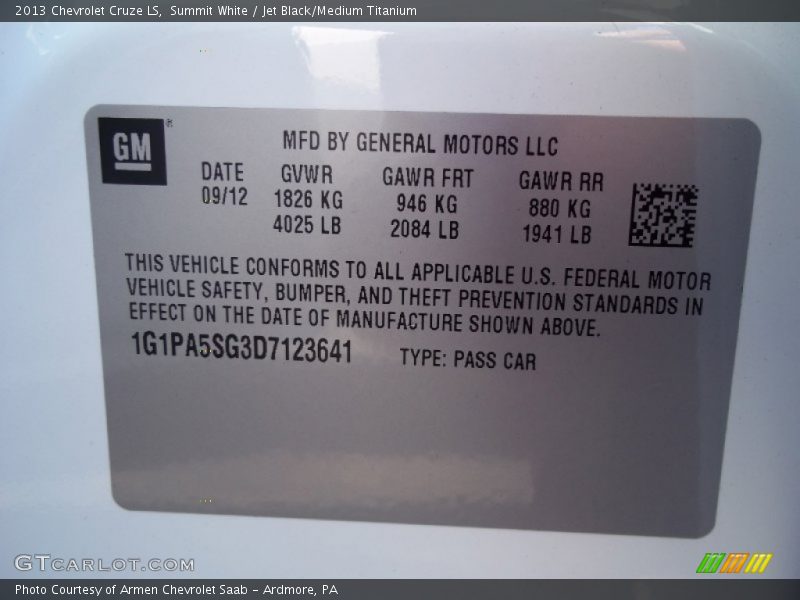 2013 Chevrolet Cruze LS,  Summit White / Jet Black/Medium Titanium
GM®
MFD BY GENERAL MOTORS LLC
DATE GVWR GAWR FRT GAWR RR
09/12 1826 KG 946 KG 880 KG
4025 LB 2084 LB 1941 LB
THIS VEHICLE CONFORMS TO ALL APPLICABLE U.S. FEDERAL MOTOR
VEHICLE SAFETY, BUMPER, AND THEFT PREVENTION STANDARDS IN
EFFECT ON THE DATE OF MANUFACTURE SHOWN ABOVE.
1G1PA5SG3D7123641 TYPE: PASS CAR
GTCARLOT.COM
Photo Courtesy of Armen Chevrolet Saab - Ardmore, PA